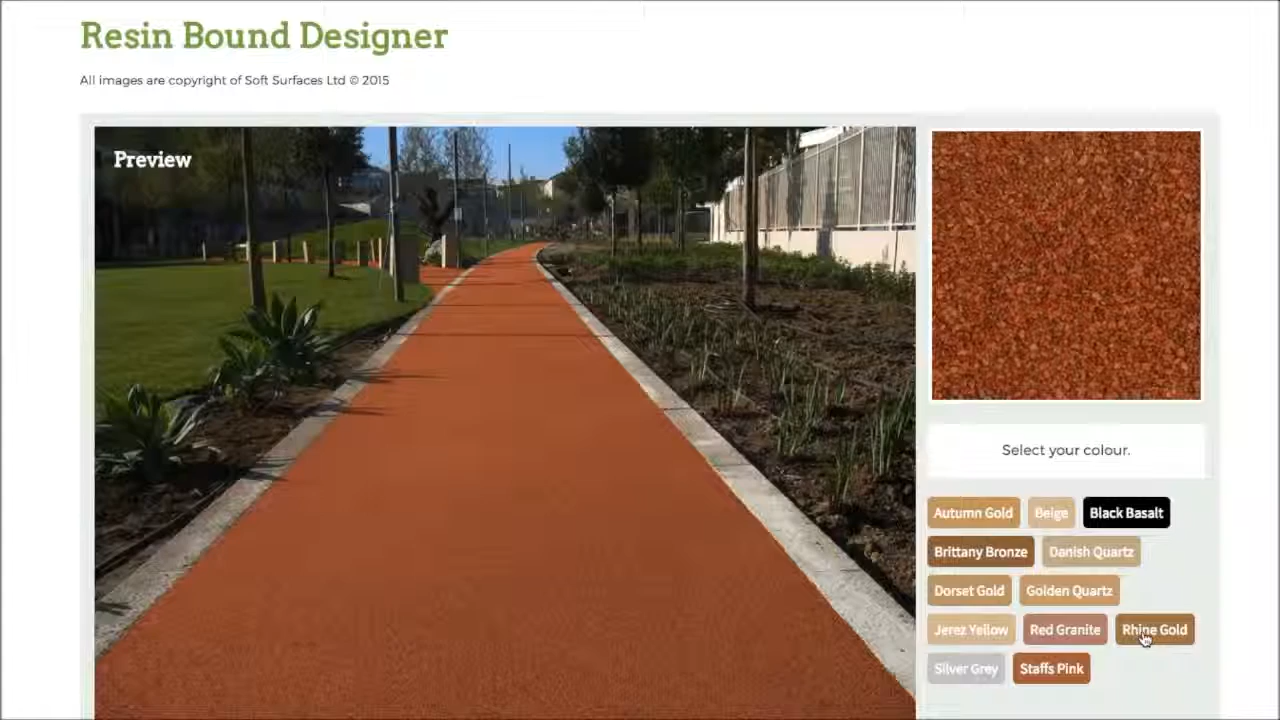 Resin Bound Designer
All images are copyright of Soft Surfaces Ltd © 2015
Preview
Select your colour.
Autumn Gold Beige Black Basalt
Brittany Bronze Danish Quartz
Dorset Gold Golden Quartz
Jerez Yellow Red Granite Rhine Gold
Silver Grey Staffs Pink